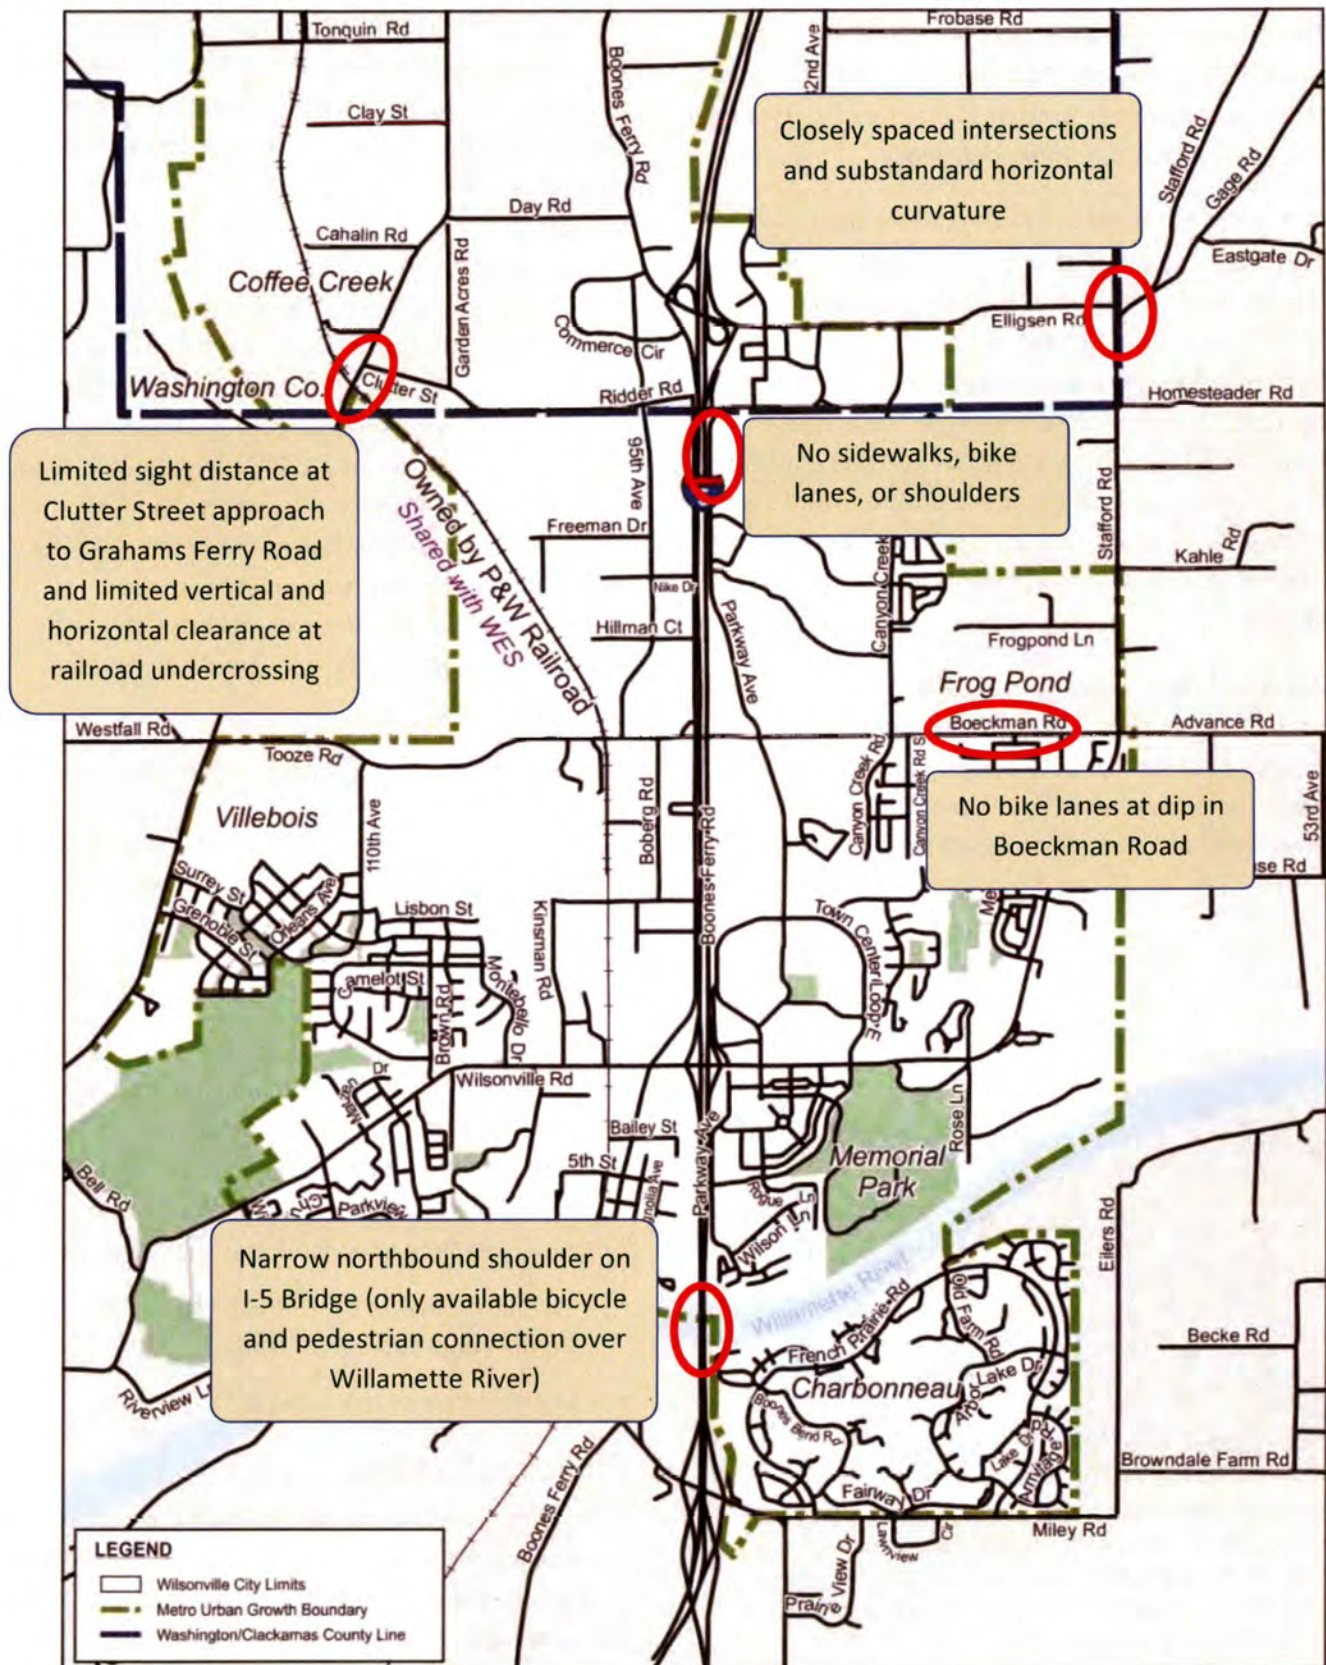 Tonquin Rd
Frobase Rd
82nd Ave
Boones Ferry Rd
Clay St
Closely spaced intersections
and substandard horizontal
curvature
Stafford Rd
Gage Rd
Day Rd
Cahalin Rd
Coffee Creek
Garden Acres Rd
Eastgate Dr
Elligsen Rd
Commerce Cir
Washington Co.
Clutter St
Ridder Rd
Homesteader Rd
Limited sight distance at
Clutter Street approach
to Grahams Ferry Road
and limited vertical and
horizontal clearance at
railroad undercrossing
No sidewalks, bike
lanes, or shoulders
95th Ave
Owned by P&W Railroad
Shared with WES
Freeman Dr
Nike Dr
Hillman Ct
Parkway Ave
Canyon Creek
Stafford Rd
Kahle Rd
Frogpond Ln
Frog Pond
Westfall Rd
Boeckman Rd
Advance Rd
Tooze Rd
Villebois
110th Ave
Boberg Rd
Boones Ferry Rd
Canyon Creek Rd
Canyon Creek Rd S
53rd Ave
No bike lanes at dip in
Boeckman Road
se Rd
Me
Surrey St
Grenoble St
Orleans Ave
Lisbon St
Camelot St
Brown Rd
Montebello Dr
Kinsman Rd
Town Center Loop E
Wilsonville Rd
Dr
Bailey St
5th St
Parkway Ave
nolia Ave
Rogue Ln
Wilson Ln
Memorial
Park
Rose Ln
Bell Rd
Parkview
Eilers Rd
Narrow northbound shoulder on
I-5 Bridge (only available bicycle
and pedestrian connection over
Willamette River)
Willamette River
French Prairie Rd
Old Farm Rd
Becke Rd
Charbonneau
Arbor Lake Dr
Riverview L
Boones Bend Rd
Lake Dr
Armitage Rd
Browndale Farm Rd
Boones Ferry Rd
Fairway Dr
Miley Rd
Lawnview Cir
Prairie View Dr
LEGEND
Wilsonville City Limits
Metro Urban Growth Boundary
Washington/Clackamas County Line